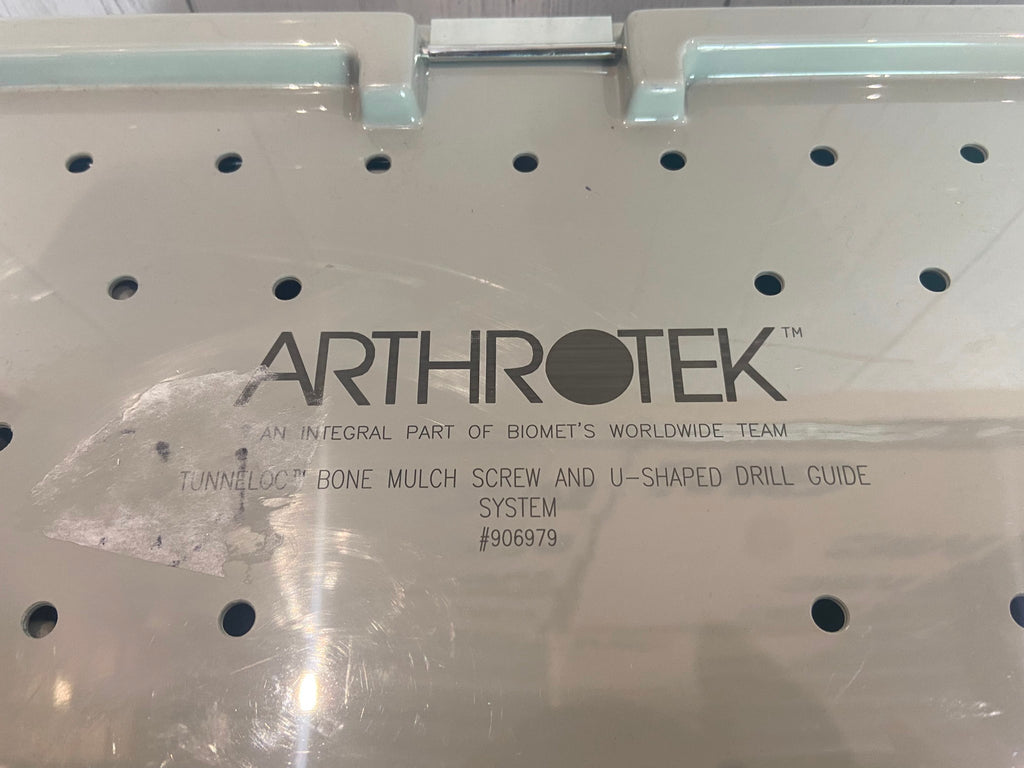 ARTHROTEK™
AN INTEGRAL PART OF BIOMET'S WORLDWIDE TEAM
TUNNELOC™ BONE MULCH SCREW AND U-SHAPED DRILL GUIDE
SYSTEM
#906979